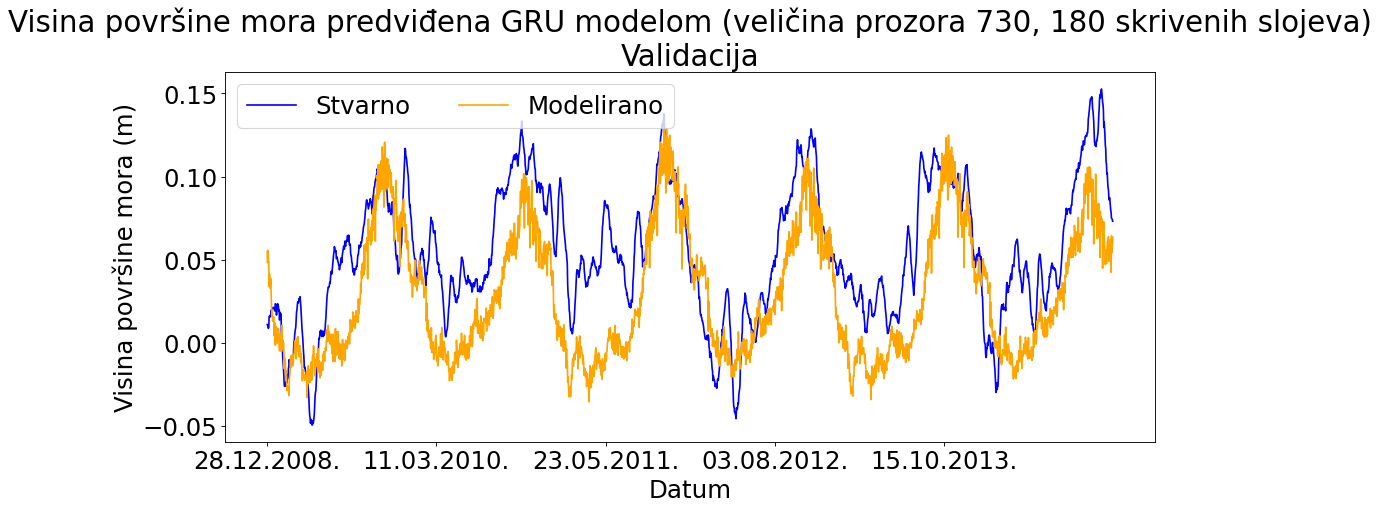 Visina površine mora predviđena GRU modelom (veličina prozora 730, 180 skrivenih slojeva)
Validacija
Stvarno
Modelirano
Visina površine mora (m)
0.15
0.10
0.05
0.00
−0.05
28.12.2008.
11.03.2010.
23.05.2011.
03.08.2012.
15.10.2013.
Datum